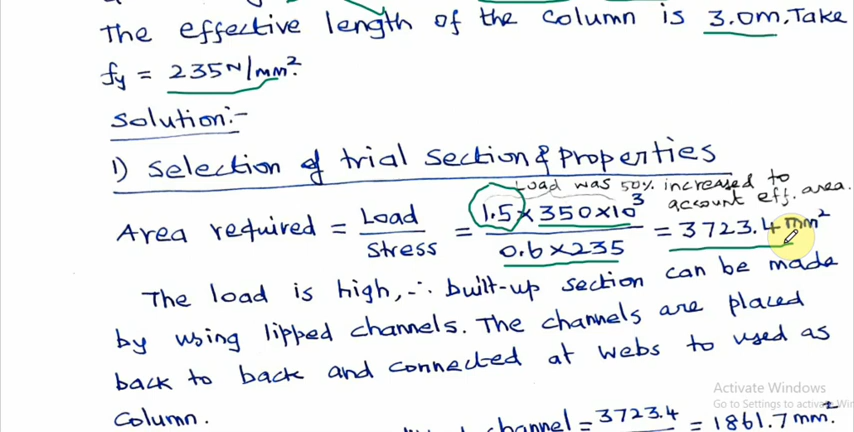 The effective length of the column is 3.0m, Take
fy = 235N/mm².
Solution:-
1) Selection of trial section & properties
Load was 50% increased to
account eff. area.
Area required = Load/Stress = 1.5 × 350×10³/0.6×235 = 3723.4 mm²
The load is high, ∴ built-up section can be made
by using lipped channels. The channels are placed
back to back and connected at webs to used as
column.
channel = 3723.4 = 1861.7 mm².
Activate Windows
Go to Settings to activate Win